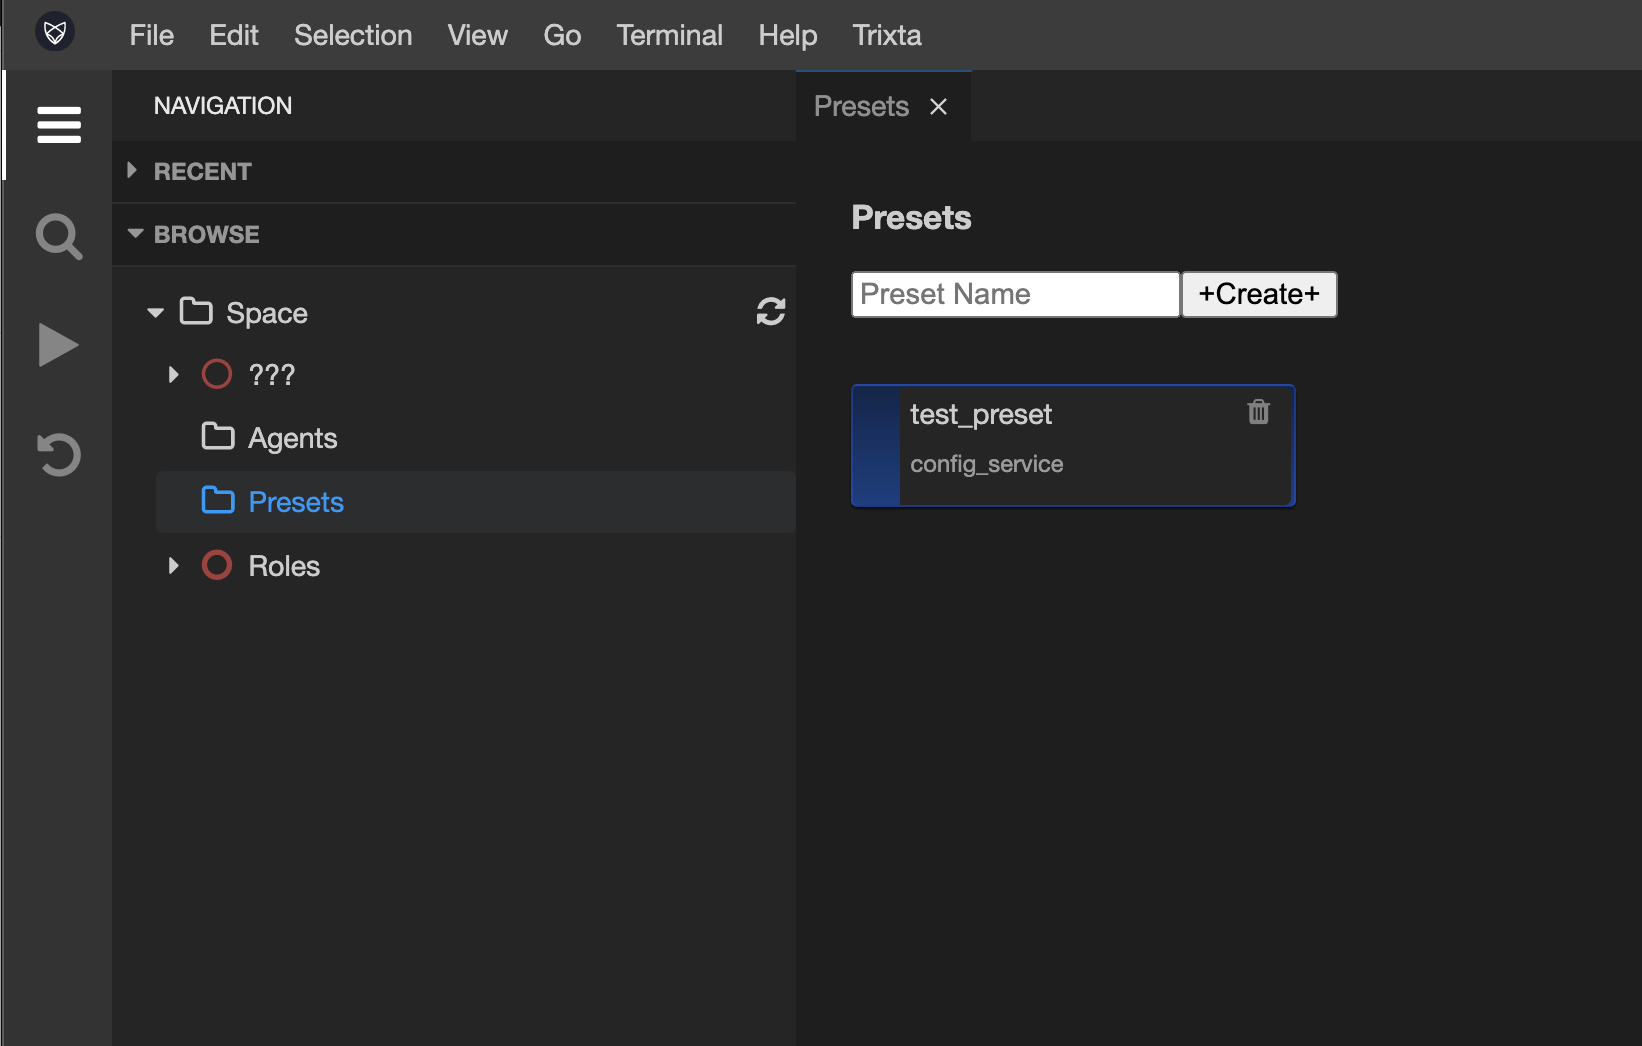 File Edit Selection View Go Terminal Help Trixta
NAVIGATION
RECENT
BROWSE
Space
???
Agents
Presets
Roles
Presets
Presets
Preset Name +Create+
test_preset
config_service